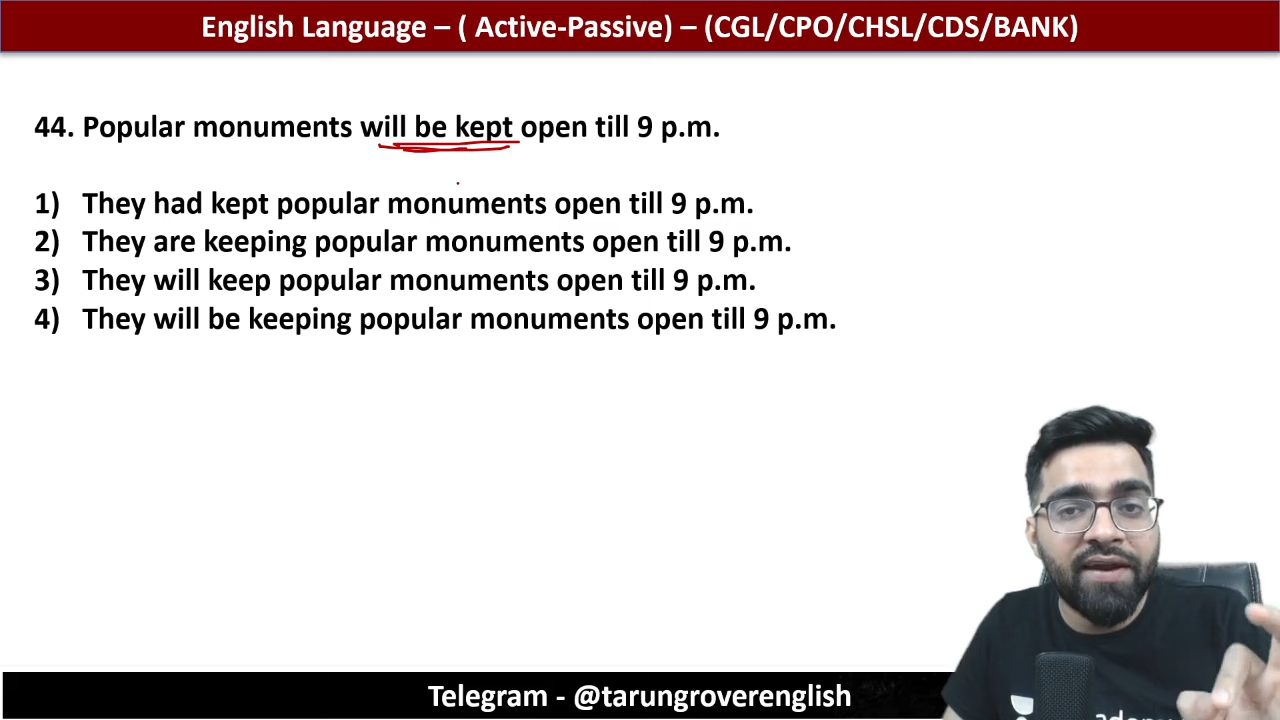 English Language – ( Active-Passive) – (CGL/CPO/CHSL/CDS/BANK)
44. Popular monuments will be kept open till 9 p.m.
1) They had kept popular monuments open till 9 p.m.
2) They are keeping popular monuments open till 9 p.m.
3) They will keep popular monuments open till 9 p.m.
4) They will be keeping popular monuments open till 9 p.m.
Telegram - @tarungroverenglish